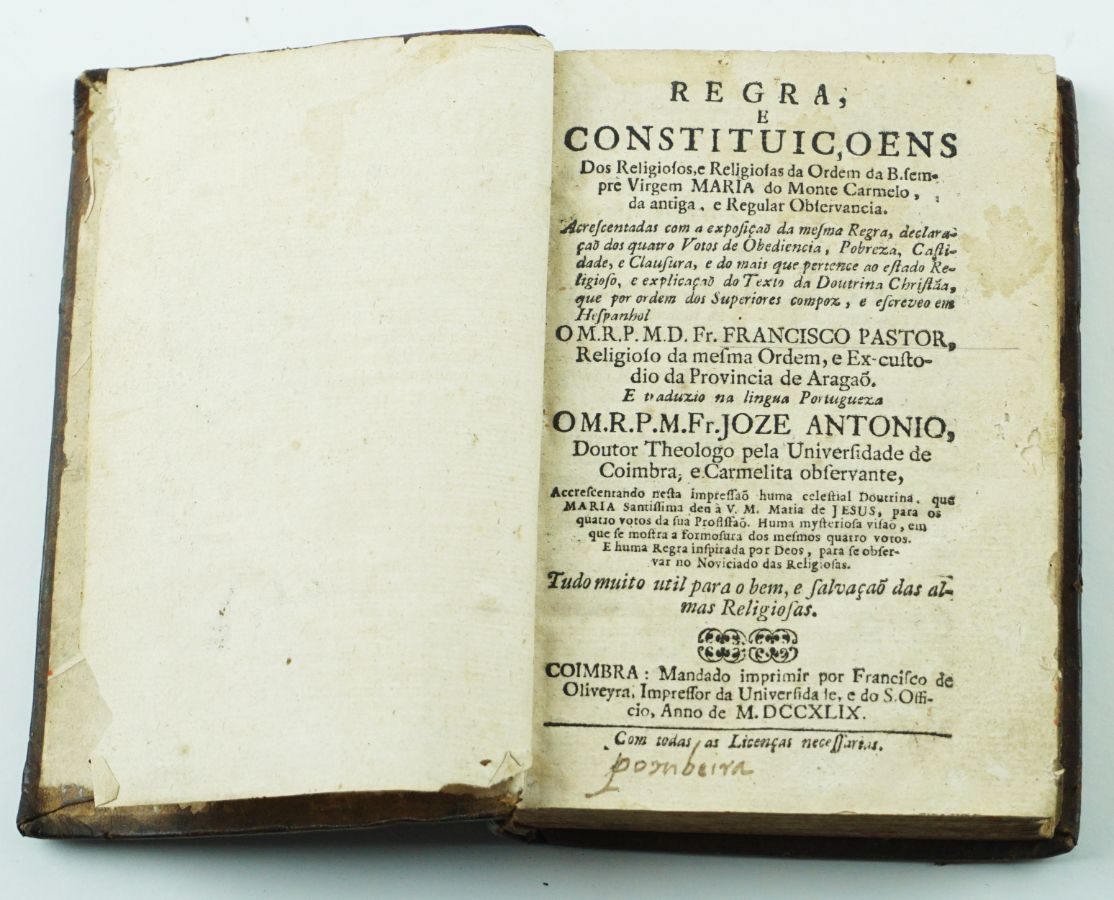 REGRA,
E
CONSTITUIC,OENS
Dos Religioſos,e Religioſas da Ordem da B.ſem-
pre Virgem MARIA do Monte Carmelo,
da antiga, e Regular Obſervancia.
Acreſcentadas com a expoſiçaõ da meſma Regra, declara-
çaõ dos quatro Votos de Obediencia, Pobreza, Caſti-
dade, e Clauſura, e do mais que pertence ao eſtado Re-
ligioſo, e explicaçaõ do Texto da Doutrina Chriſtãa,
que por ordem dos Superiores compoz, e eſcreveo em
Heſpanhol
O M.R.P.M.D. Fr. FRANCISCO PASTOR,
Religioſo da meſma Ordem, e Ex-cuſto-
dio da Provincia de Aragaõ.
E traduzio na lingua Portugueza
O M.R.P.M.Fr.JOZE ANTONIO,
Doutor Theologo pela Univerſidade de
Coimbra, e Carmelita obſervante,
Accreſcentando neſta impreſſaõ huma celeſtial Doutrina, que
MARIA Santiſſima deu à V. M. Maria de JESUS, para os
quatro votos da ſua Profiſſaõ. Huma myſterioſa viſaõ, em
que ſe moſtra a formoſura dos meſmos quatro votos.
E huma Regra inſpirada por Deos, para ſe obſer-
var no Noviciado das Religioſas.
Tudo muito util para o bem, e ſalvaçaõ das al-
mas Religioſas.
COIMBRA: Mandado imprimir por Franciſco de
Oliveyra, Impreſſor da Univerſidade, e do S. Offi-
cio, Anno de M. DCCXLIX.
Com todas as Licenças neceſſarias.
pombeira